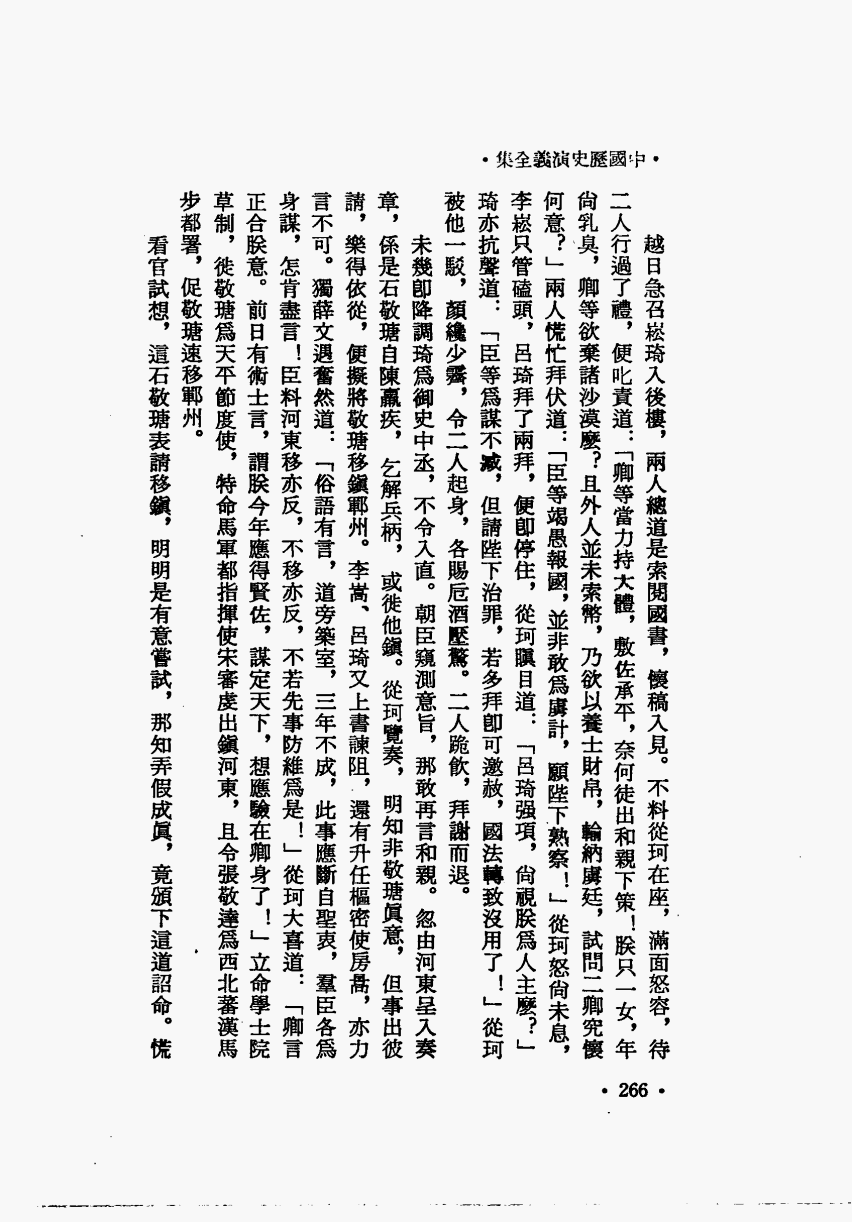 ·中國歷史演義全集·
越日急召崧琦入後樓，兩人總道是索閱國書，懷稿入見。不料從珂在座，滿面怒容，待
二人行過了禮，便叱責道：「卿等當力持大體，敷佐承平，奈何徒出和親下策！朕只一女，年
尙乳臭，卿等欲棄諸沙漠麼？且外人並未索幣，乃欲以養士財帛，輸納虜廷，試問二卿究懷
何意？」兩人慌忙拜伏道：「臣等竭愚報國，並非敢爲虜計，願陛下熟察！」從珂怒尙未息，
李崧只管磕頭，呂琦拜了兩拜，便卽停住，從珂瞋目道：「呂琦强項，尙視朕爲人主麼？」
琦亦抗聲道：「臣等爲謀不臧，但請陛下治罪，若多拜卽可邀赦，國法轉致沒用了！」從珂
被他一駁，顏纔少霽，令二人起身，各賜卮酒壓驚。二人跪飲，拜謝而退。
未幾卽降調琦爲御史中丞，不令入直。朝臣窺測意旨，那敢再言和親。忽由河東呈入奏
章，係是石敬瑭自陳羸疾，乞解兵柄，或徙他鎭。從珂覽奏，明知非敬瑭眞意，但事出彼
請，樂得依從，便擬將敬瑭移鎭鄆州。李嵩、呂琦又上書諫阻，還有升任樞密使房暠，亦力
言不可。獨薛文遇奮然道：「俗語有言，道旁築室，三年不成，此事應斷自聖衷，羣臣各爲
身謀，怎肯盡言！臣料河東移亦反，不移亦反，不若先事防維爲是！」從珂大喜道：「卿言
正合朕意。前日有術士言，謂朕今年應得賢佐，謀定天下，想應驗在卿身了！」立命學士院
草制，徙敬瑭爲天平節度使，特命馬軍都指揮使宋審虔出鎭河東，且令張敬達爲西北蕃漢馬
步都署，促敬瑭速移鄆州。
看官試想，這石敬瑭表請移鎭，明明是有意嘗試，那知弄假成眞，竟頒下這道詔命。慌
·266·